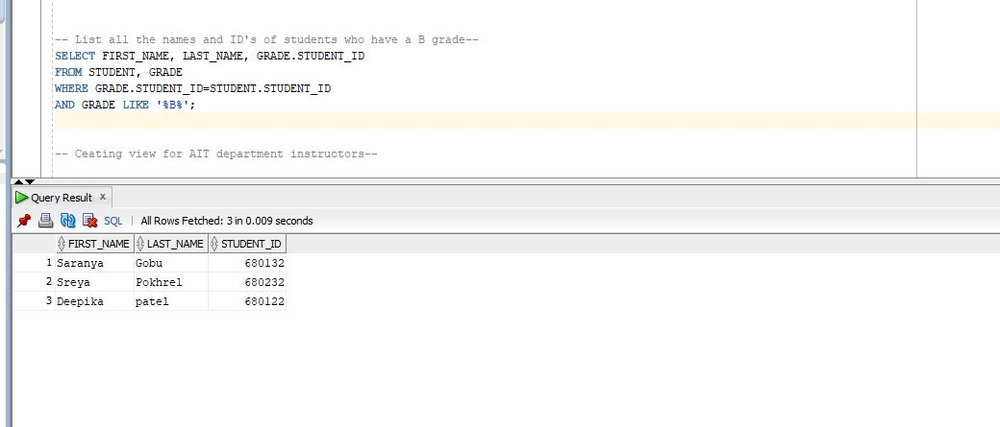 -- List all the names and ID's of students who have a B grade--
SELECT FIRST_NAME, LAST_NAME, GRADE.STUDENT_ID
FROM STUDENT, GRADE
WHERE GRADE.STUDENT_ID=STUDENT.STUDENT_ID
AND GRADE LIKE '%B%';
-- Ceating view for AIT department instructors--
Query Result x
SQL | All Rows Fetched: 3 in 0.009 seconds
FIRST_NAME LAST_NAME STUDENT_ID
1 Saranya Gobu 680132
2 Sreya Pokhrel 680232
3 Deepika patel 680122